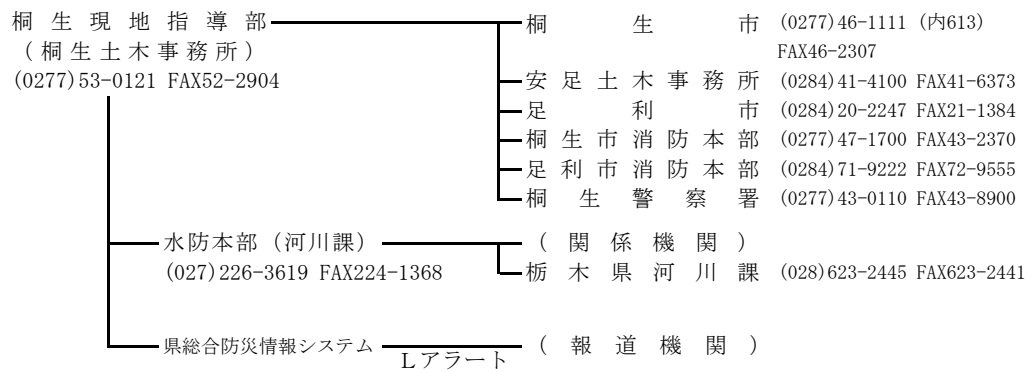 桐生現地指導部
桐生市 (0277)46-1111 (内613)
FAX46-2307
(桐生土木事務所)
(0277)53-0121 FAX52-2904
安足土木事務所 (0284)41-4100 FAX41-6373
足利市 (0284)20-2247 FAX21-1384
桐生市消防本部 (0277)47-1700 FAX43-2370
足利市消防本部 (0284)71-9222 FAX72-9555
桐生警察署 (0277)43-0110 FAX43-8900
水防本部（河川課）
(027)226-3619 FAX224-1368
(関係機関)
栃木県河川課 (028)623-2445 FAX623-2441
県総合防災情報システム
Lアラート
(報道機関)